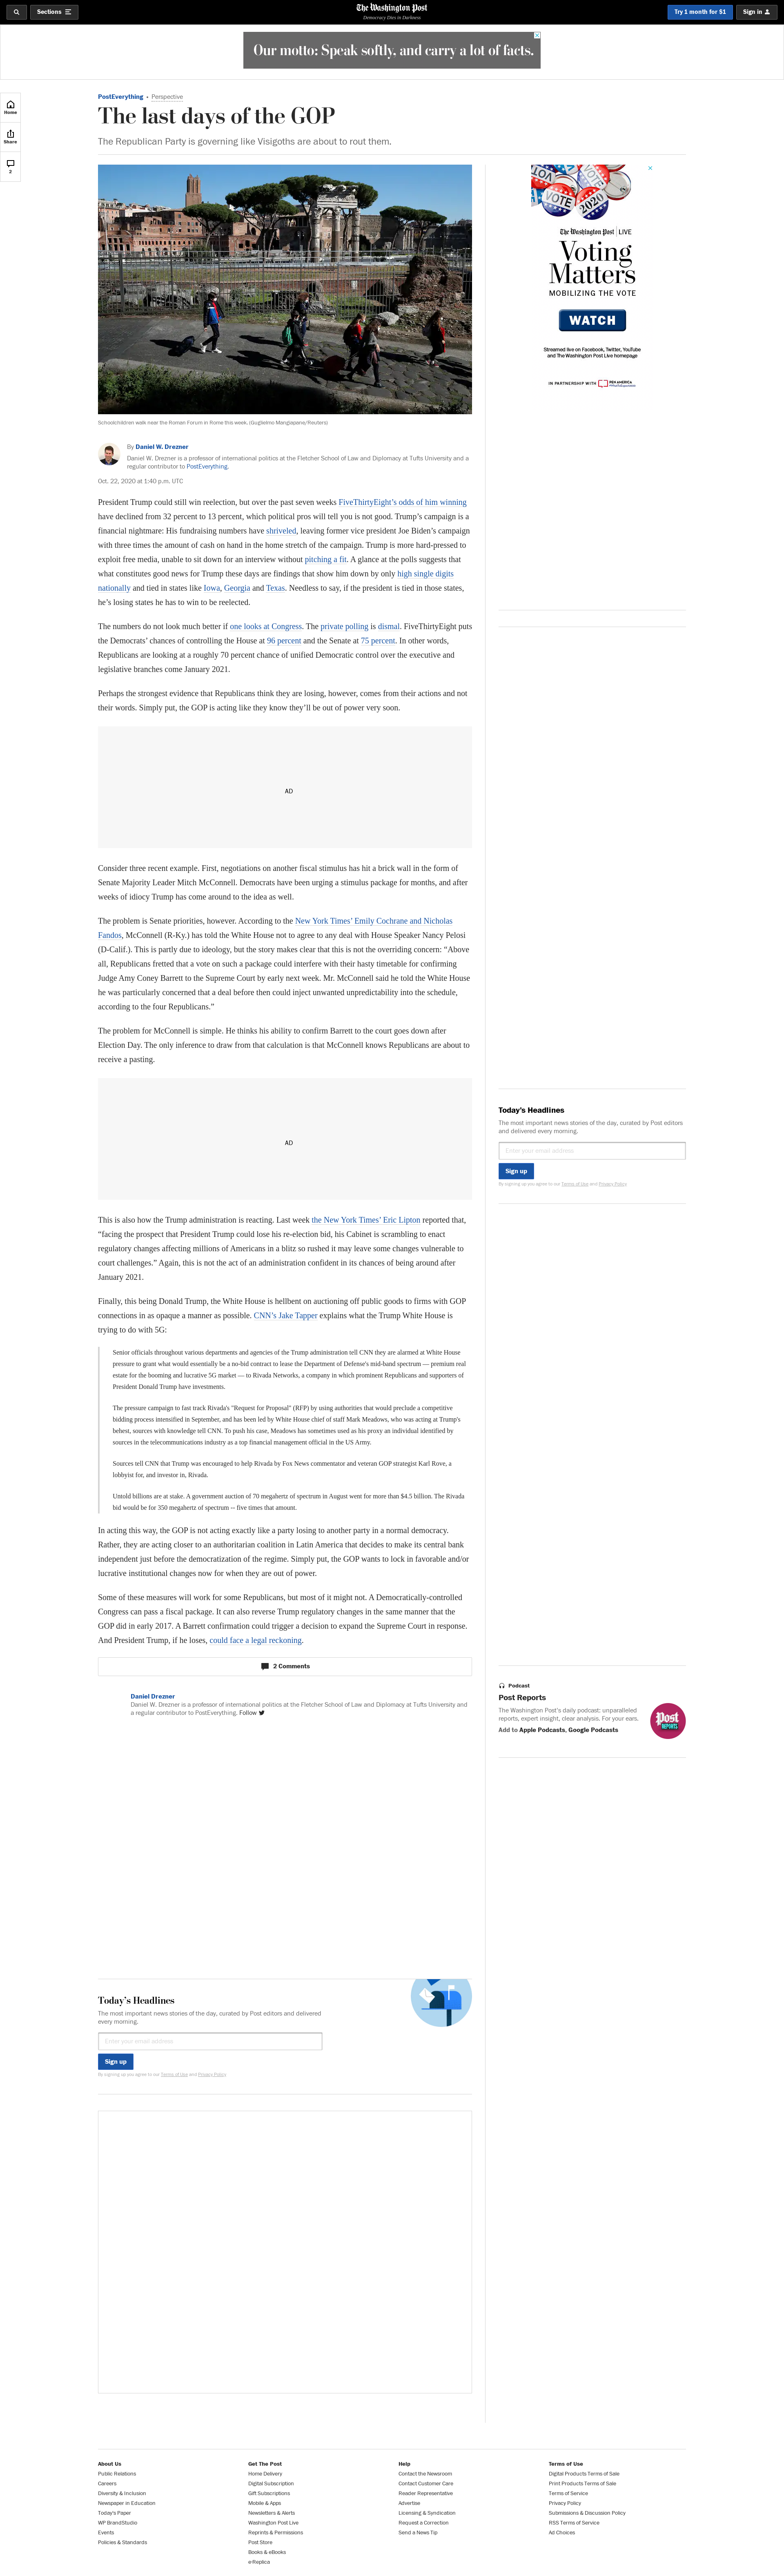 Sections
The Washington Post
Democracy Dies in Darkness
Try 1 month for $1
Sign in
Our motto: Speak softly, and carry a lot of facts.
Home
Share
2
PostEverything • Perspective
The last days of the GOP
The Republican Party is governing like Visigoths are about to rout them.
Schoolchildren walk near the Roman Forum in Rome this week. (Guglielmo Mangiapane/Reuters)
By Daniel W. Drezner
Daniel W. Drezner is a professor of international politics at the Fletcher School of Law and Diplomacy at Tufts University and a
regular contributor to PostEverything.
Oct. 22, 2020 at 1:40 p.m. UTC
President Trump could still win reelection, but over the past seven weeks FiveThirtyEight’s odds of him winning
have declined from 32 percent to 13 percent, which political pros will tell you is not good. Trump’s campaign is a
financial nightmare: His fundraising numbers have shriveled, leaving former vice president Joe Biden’s campaign
with three times the amount of cash on hand in the home stretch of the campaign. Trump is more hard-pressed to
exploit free media, unable to sit down for an interview without pitching a fit. A glance at the polls suggests that
what constitutes good news for Trump these days are findings that show him down by only high single digits
nationally and tied in states like Iowa, Georgia and Texas. Needless to say, if the president is tied in those states,
he’s losing states he has to win to be reelected.
The numbers do not look much better if one looks at Congress. The private polling is dismal. FiveThirtyEight puts
the Democrats’ chances of controlling the House at 96 percent and the Senate at 75 percent. In other words,
Republicans are looking at a roughly 70 percent chance of unified Democratic control over the executive and
legislative branches come January 2021.
Perhaps the strongest evidence that Republicans think they are losing, however, comes from their actions and not
their words. Simply put, the GOP is acting like they know they’ll be out of power very soon.
AD
Consider three recent example. First, negotiations on another fiscal stimulus has hit a brick wall in the form of
Senate Majority Leader Mitch McConnell. Democrats have been urging a stimulus package for months, and after
weeks of idiocy Trump has come around to the idea as well.
The problem is Senate priorities, however. According to the New York Times’ Emily Cochrane and Nicholas
Fandos, McConnell (R-Ky.) has told the White House not to agree to any deal with House Speaker Nancy Pelosi
(D-Calif.). This is partly due to ideology, but the story makes clear that this is not the overriding concern: “Above
all, Republicans fretted that a vote on such a package could interfere with their hasty timetable for confirming
Judge Amy Coney Barrett to the Supreme Court by early next week. Mr. McConnell said he told the White House
he was particularly concerned that a deal before then could inject unwanted unpredictability into the schedule,
according to the four Republicans.”
The problem for McConnell is simple. He thinks his ability to confirm Barrett to the court goes down after
Election Day. The only inference to draw from that calculation is that McConnell knows Republicans are about to
receive a pasting.
AD
This is also how the Trump administration is reacting. Last week the New York Times’ Eric Lipton reported that,
“facing the prospect that President Trump could lose his re-election bid, his Cabinet is scrambling to enact
regulatory changes affecting millions of Americans in a blitz so rushed it may leave some changes vulnerable to
court challenges.” Again, this is not the act of an administration confident in its chances of being around after
January 2021.
Finally, this being Donald Trump, the White House is hellbent on auctioning off public goods to firms with GOP
connections in as opaque a manner as possible. CNN’s Jake Tapper explains what the Trump White House is
trying to do with 5G:
Senior officials throughout various departments and agencies of the Trump administration tell CNN they are alarmed at White House
pressure to grant what would essentially be a no-bid contract to lease the Department of Defense's mid-band spectrum — premium real
estate for the booming and lucrative 5G market — to Rivada Networks, a company in which prominent Republicans and supporters of
President Donald Trump have investments.
The pressure campaign to fast track Rivada's "Request for Proposal" (RFP) by using authorities that would preclude a competitive
bidding process intensified in September, and has been led by White House chief of staff Mark Meadows, who was acting at Trump's
behest, sources with knowledge tell CNN. To push his case, Meadows has sometimes used as his proxy an individual identified by
sources in the telecommunications industry as a top financial management official in the US Army.
Sources tell CNN that Trump was encouraged to help Rivada by Fox News commentator and veteran GOP strategist Karl Rove, a
lobbyist for, and investor in, Rivada.
Untold billions are at stake. A government auction of 70 megahertz of spectrum in August went for more than $4.5 billion. The Rivada
bid would be for 350 megahertz of spectrum -- five times that amount.
In acting this way, the GOP is not acting exactly like a party losing to another party in a normal democracy.
Rather, they are acting closer to an authoritarian coalition in Latin America that decides to make its central bank
independent just before the democratization of the regime. Simply put, the GOP wants to lock in favorable and/or
lucrative institutional changes now for when they are out of power.
Some of these measures will work for some Republicans, but most of it might not. A Democratically-controlled
Congress can pass a fiscal package. It can also reverse Trump regulatory changes in the same manner that the
GOP did in early 2017. A Barrett confirmation could trigger a decision to expand the Supreme Court in response.
And President Trump, if he loses, could face a legal reckoning.
2 Comments
Daniel Drezner
Daniel W. Drezner is a professor of international politics at the Fletcher School of Law and Diplomacy at Tufts University and
a regular contributor to PostEverything. Follow
Today’s Headlines
The most important news stories of the day, curated by Post editors and delivered
every morning.
Enter your email address
Sign up
By signing up you agree to our Terms of Use and Privacy Policy
VOTE
VOTE
2020
The Washington Post LIVE
Voting
Matters
MOBILIZING THE VOTE
WATCH
Streamed live on Facebook, Twitter, YouTube
and The Washington Post Live homepage
IN PARTNERSHIP WITH PEN AMERICA
Today’s Headlines
The most important news stories of the day, curated by Post editors
and delivered every morning.
Enter your email address
Sign up
By signing up you agree to our Terms of Use and Privacy Policy
Podcast
Post Reports
The Washington Post’s daily podcast: unparalleled
reports, expert insight, clear analysis. For your ears.
Add to Apple Podcasts, Google Podcasts
Post
REPORTS
About Us
Public Relations
Careers
Diversity & Inclusion
Newspaper in Education
Today's Paper
WP BrandStudio
Events
Policies & Standards
Get The Post
Home Delivery
Digital Subscription
Gift Subscriptions
Mobile & Apps
Newsletters & Alerts
Washington Post Live
Reprints & Permissions
Post Store
Books & eBooks
e-Replica
Help
Contact the Newsroom
Contact Customer Care
Reader Representative
Advertise
Licensing & Syndication
Request a Correction
Send a News Tip
Terms of Use
Digital Products Terms of Sale
Print Products Terms of Sale
Terms of Service
Privacy Policy
Submissions & Discussion Policy
RSS Terms of Service
Ad Choices